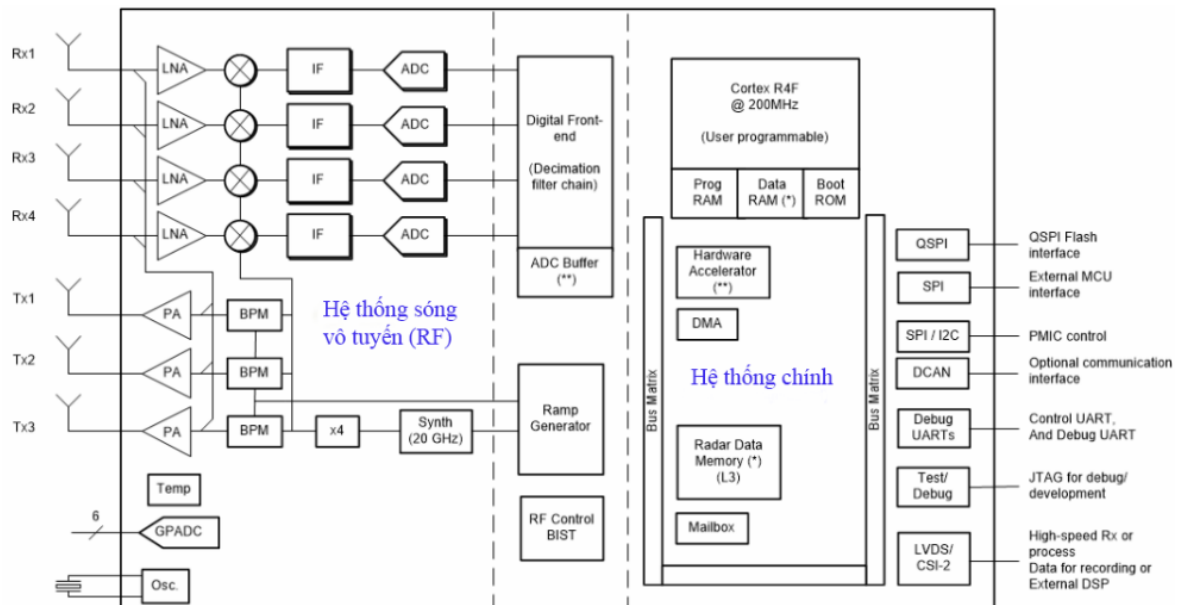 Rx1
LNA
IF
ADC
Rx2
LNA
IF
ADC
Rx3
LNA
IF
ADC
Rx4
LNA
IF
ADC
Tx1
PA
BPM
Tx2
PA
BPM
Tx3
PA
BPM
x4
Synth
(20 GHz)
Hệ thống sóng
vô tuyến (RF)
Temp
6
GPADC
Osc.
Digital Front-
end
(Decimation
filter chain)
ADC Buffer
(**)
Ramp
Generator
RF Control
BIST
Cortex R4F
@ 200MHz
(User programmable)
Prog
RAM
Data
RAM (*)
Boot
ROM
Bus Matrix
Hardware
Accelerator
(**)
DMA
Hệ thống chính
Radar Data
Memory (*)
(L3)
Mailbox
Bus Matrix
QSPI
QSPI Flash
interface
SPI
External MCU
interface
SPI / I2C
PMIC control
DCAN
Optional communication
interface
Debug
UARTs
Control UART,
And Debug UART
Test/
Debug
JTAG for debug/
development
LVDS/
CSI-2
High-speed Rx or
process
Data for recording or
External DSP